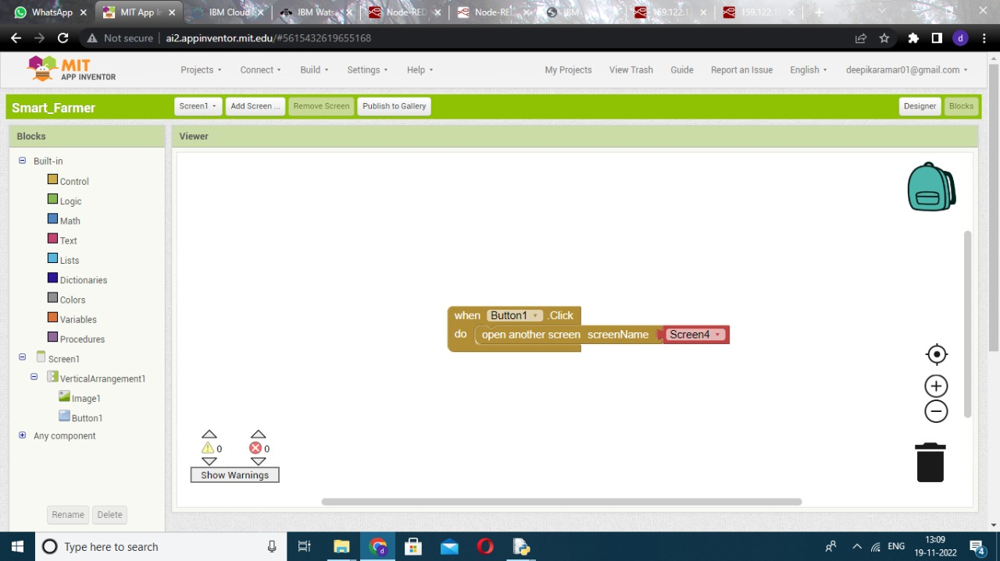 WhatsApp MIT App In IBM Cloud IBM Wats Node-RED Node-RE IBM 159.122.1 159.122.1
Not secure ai2.appinventor.mit.edu/#5615432619655168 d
MIT
APP INVENTOR
Projects Connect Build Settings Help My Projects View Trash Guide Report an Issue English deepikaramar01@gmail.com
Smart_Farmer Screen1 Add Screen ... Remove Screen Publish to Gallery Designer Blocks
Blocks Viewer
Built-in
Control
Logic
Math
Text
Lists
Dictionaries
Colors
Variables
Procedures
Screen1
VerticalArrangement1
Image1
Button1
Any component
Rename Delete
when Button1 .Click
do open another screen screenName Screen4
0 0
Show Warnings
Type here to search ENG 13:09
19-11-2022 4